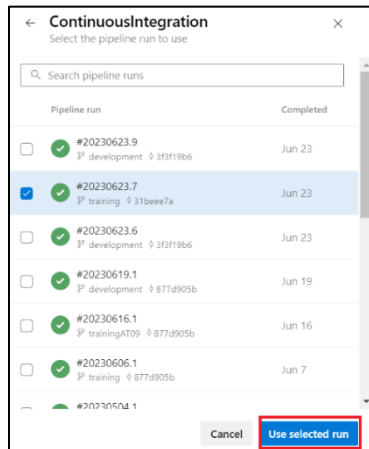 ContinuousIntegration
Select the pipeline run to use
Search pipeline runs
Pipeline run Completed
#20230623.9
development 3f3f19b6 Jun 23
#20230623.7
training 31beee7a Jun 23
#20230623.6
development 3f3f19b6 Jun 23
#20230619.1
development 877d905b Jun 19
#20230616.1
trainingAT09 877d905b Jun 16
#20230606.1
training 877d905b Jun 7
#20230504.1
Cancel Use selected run